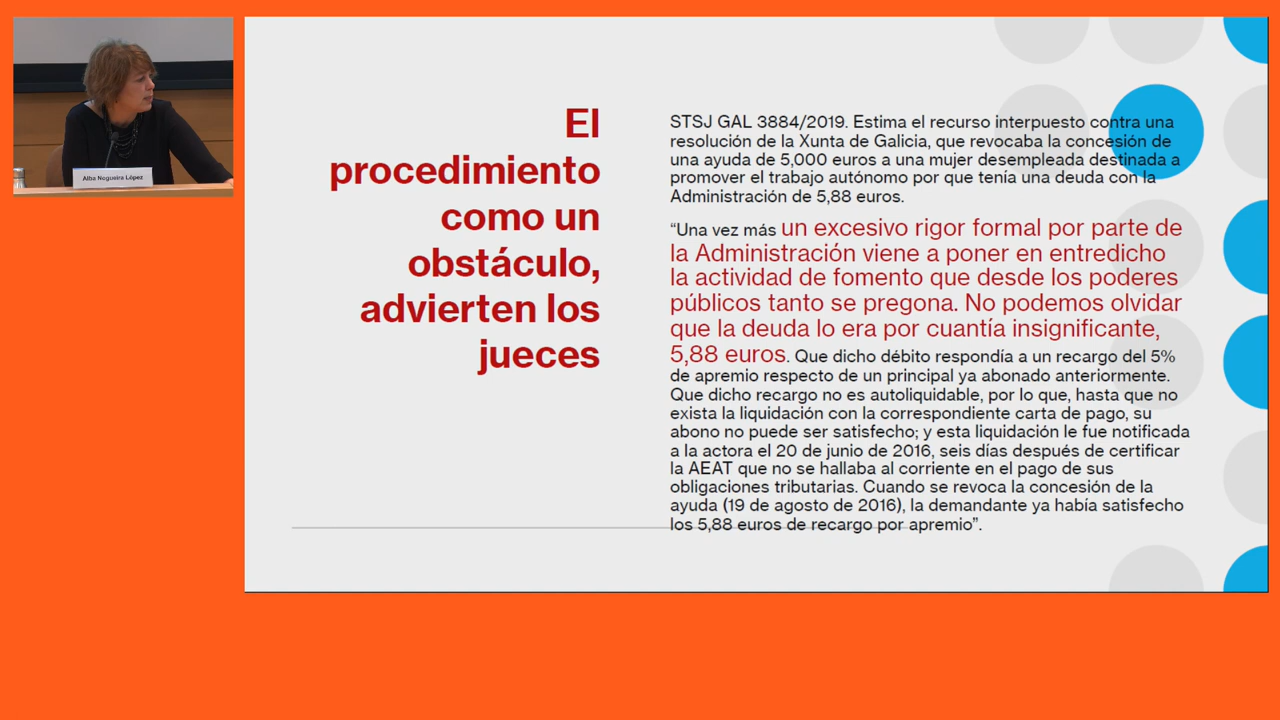 Alba Nogueira López
El
procedimiento
como un
obstáculo,
advierten los
jueces
STSJ GAL 3884/2019. Estima el recurso interpuesto contra una
resolución de la Xunta de Galicia, que revocaba la concesión de
una ayuda de 5,000 euros a una mujer desempleada destinada a
promover el trabajo autónomo por que tenía una deuda con la
Administración de 5,88 euros.
“Una vez más un excesivo rigor formal por parte de
la Administración viene a poner en entredicho
la actividad de fomento que desde los poderes
públicos tanto se pregona. No podemos olvidar
que la deuda lo era por cuantía insignificante,
5,88 euros. Que dicho débito respondía a un recargo del 5%
de apremio respecto de un principal ya abonado anteriormente.
Que dicho recargo no es autoliquidable, por lo que, hasta que no
exista la liquidación con la correspondiente carta de pago, su
abono no puede ser satisfecho; y esta liquidación le fue notificada
a la actora el 20 de junio de 2016, seis días después de certificar
la AEAT que no se hallaba al corriente en el pago de sus
obligaciones tributarias. Cuando se revoca la concesión de la
ayuda (19 de agosto de 2016), la demandante ya había satisfecho
los 5,88 euros de recargo por apremio”.